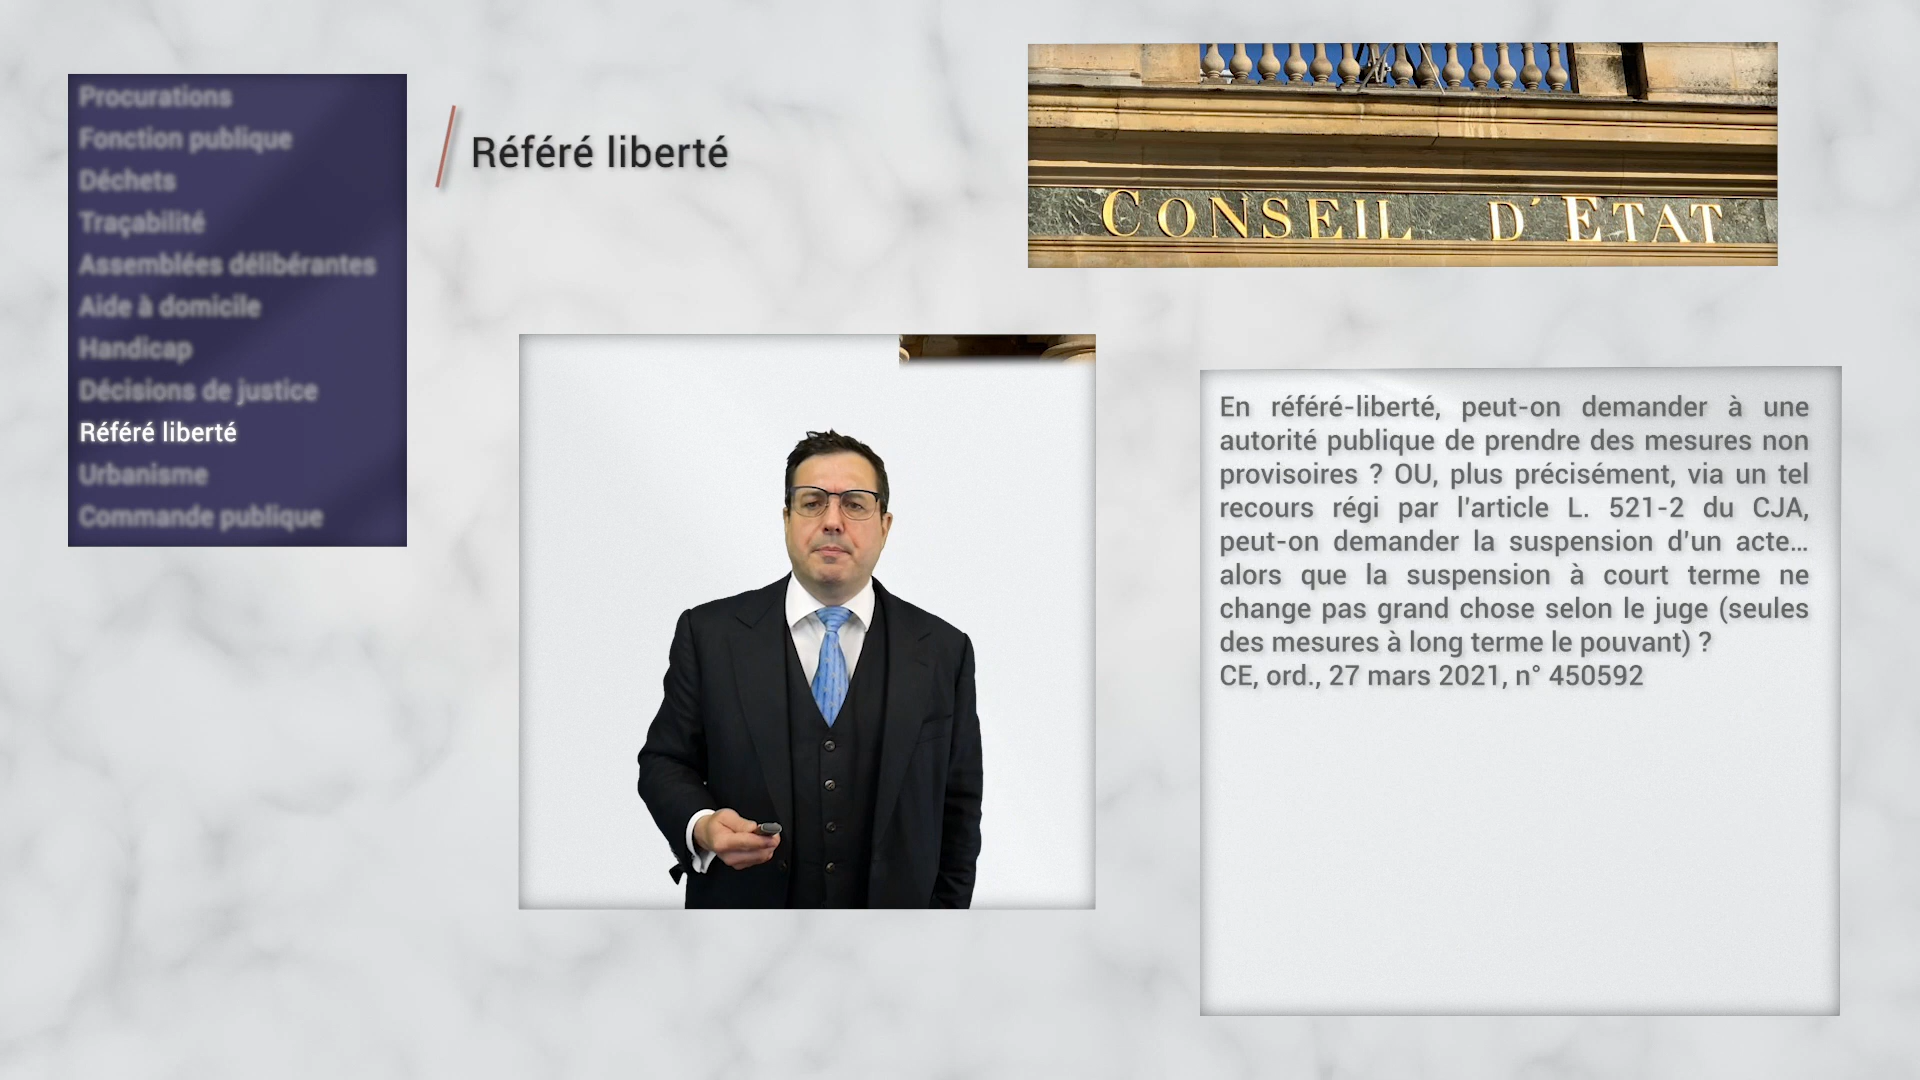 Procurations
Fonction publique
Déchets
Traçabilité
Assemblées délibérantes
Aide à domicile
Handicap
Décisions de justice
Référé liberté
Urbanisme
Commande publique
Référé liberté
CONSEIL D'ETAT
En référé-liberté, peut-on demander à une
autorité publique de prendre des mesures non
provisoires ? OU, plus précisément, via un tel
recours régi par l'article L. 521-2 du CJA,
peut-on demander la suspension d'un acte…
alors que la suspension à court terme ne
change pas grand chose selon le juge (seules
des mesures à long terme le pouvant) ?
CE, ord., 27 mars 2021, n° 450592